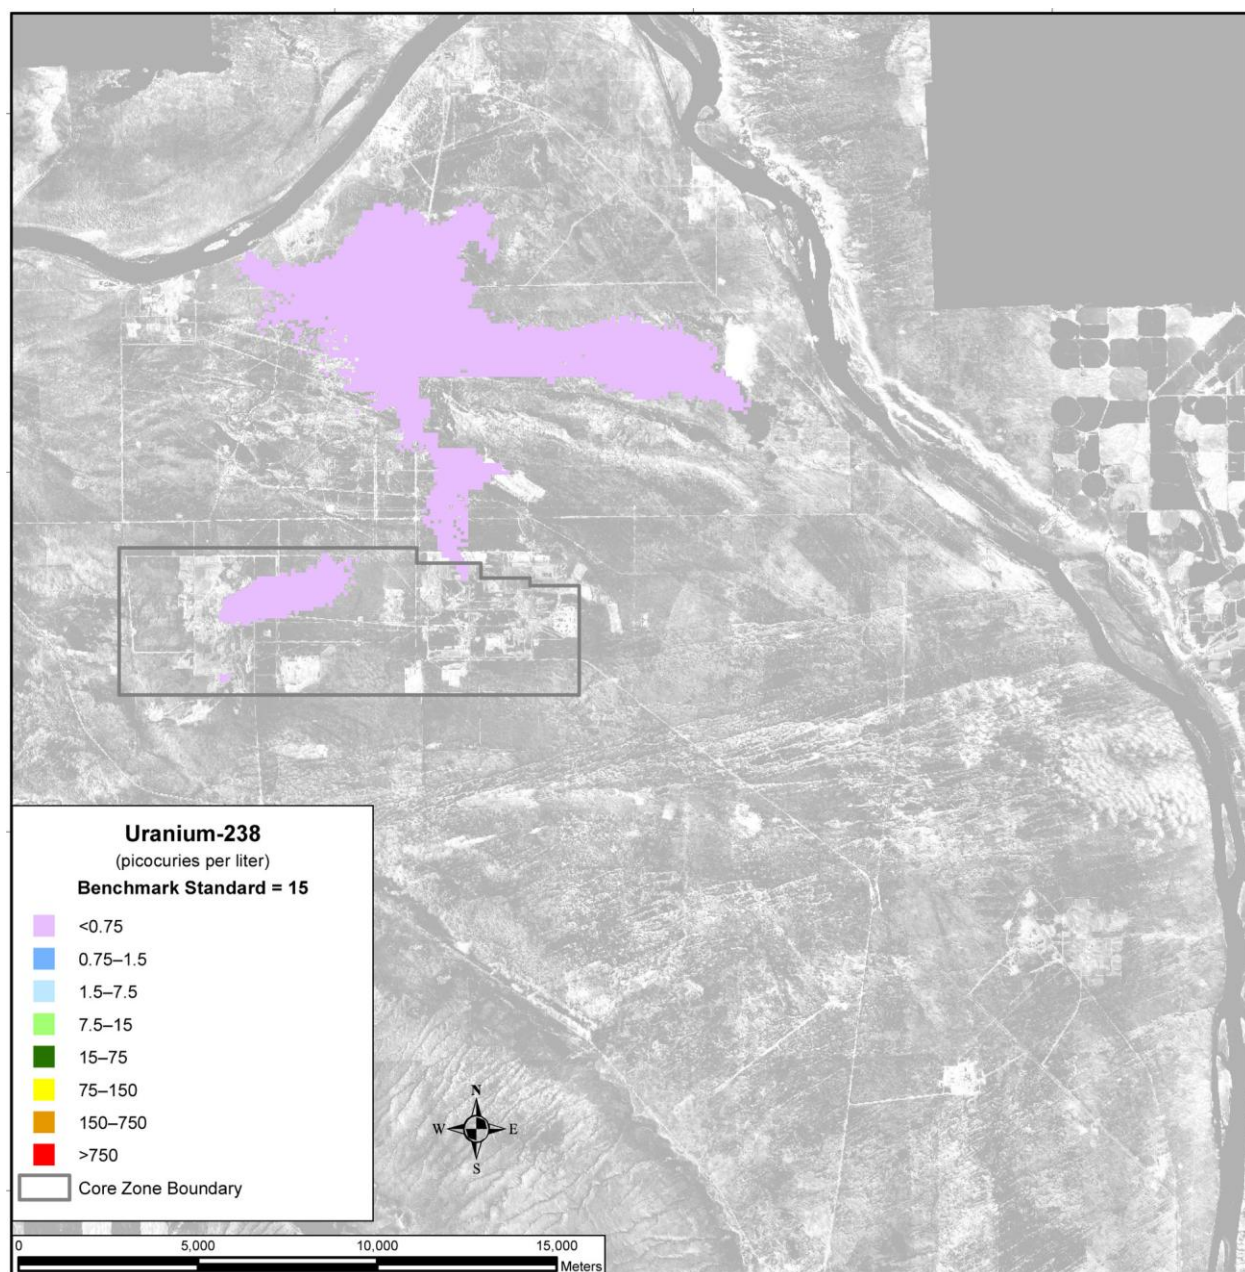 Uranium-238
(picocuries per liter)
Benchmark Standard = 15
<0.75
0.75–1.5
1.5–7.5
7.5–15
15–75
75–150
150–750
>750
Core Zone Boundary
N
W E
S
0 5,000 10,000 15,000
Meters